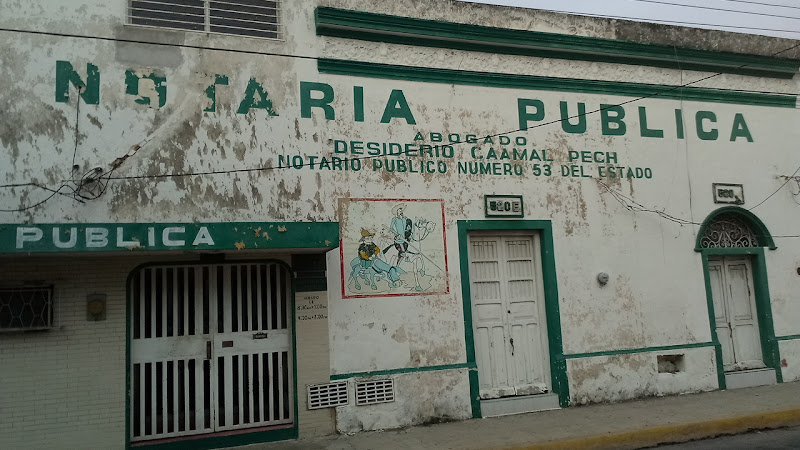 NOTARIA PUBLICA
ABOGADO
DESIDERIO CAAMAL PECH
NOTARIO PUBLICO NUMERO 53 DEL ESTADO
PUBLICA